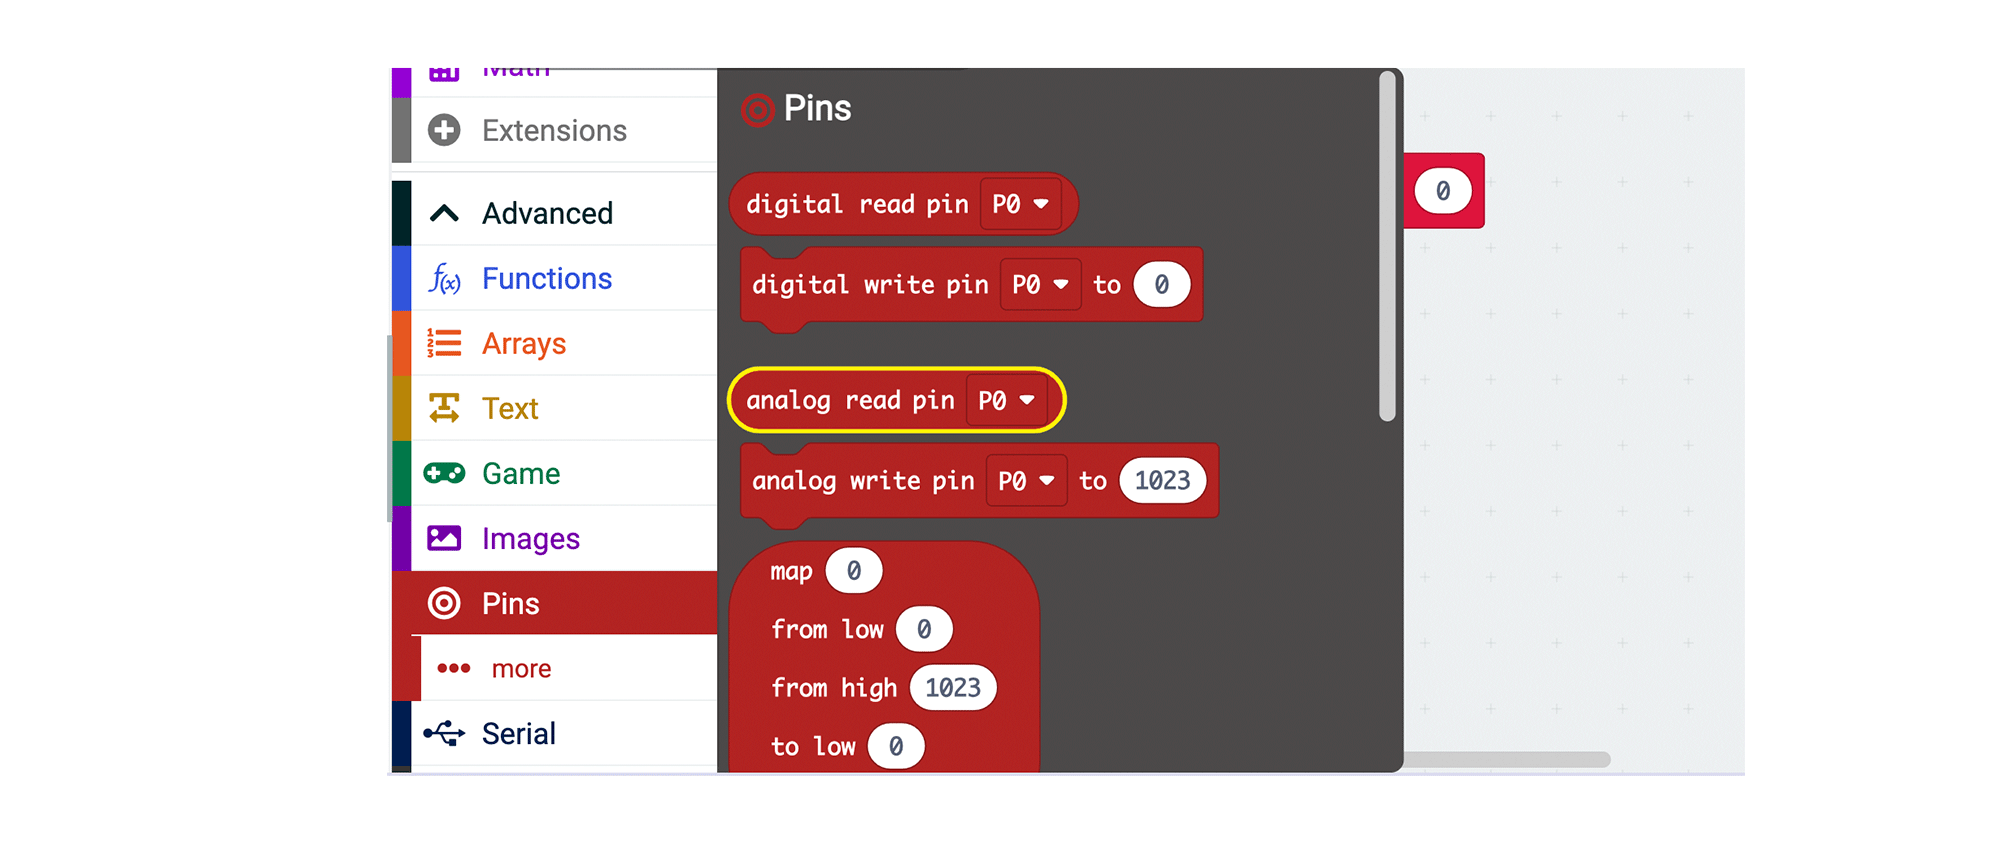 Math
Extensions
Advanced
Functions
Arrays
Text
Game
Images
Pins
more
Serial
Pins
digital read pin P0
digital write pin P0 to 0
analog read pin P0
analog write pin P0 to 1023
map 0
from low 0
from high 1023
to low 0
0